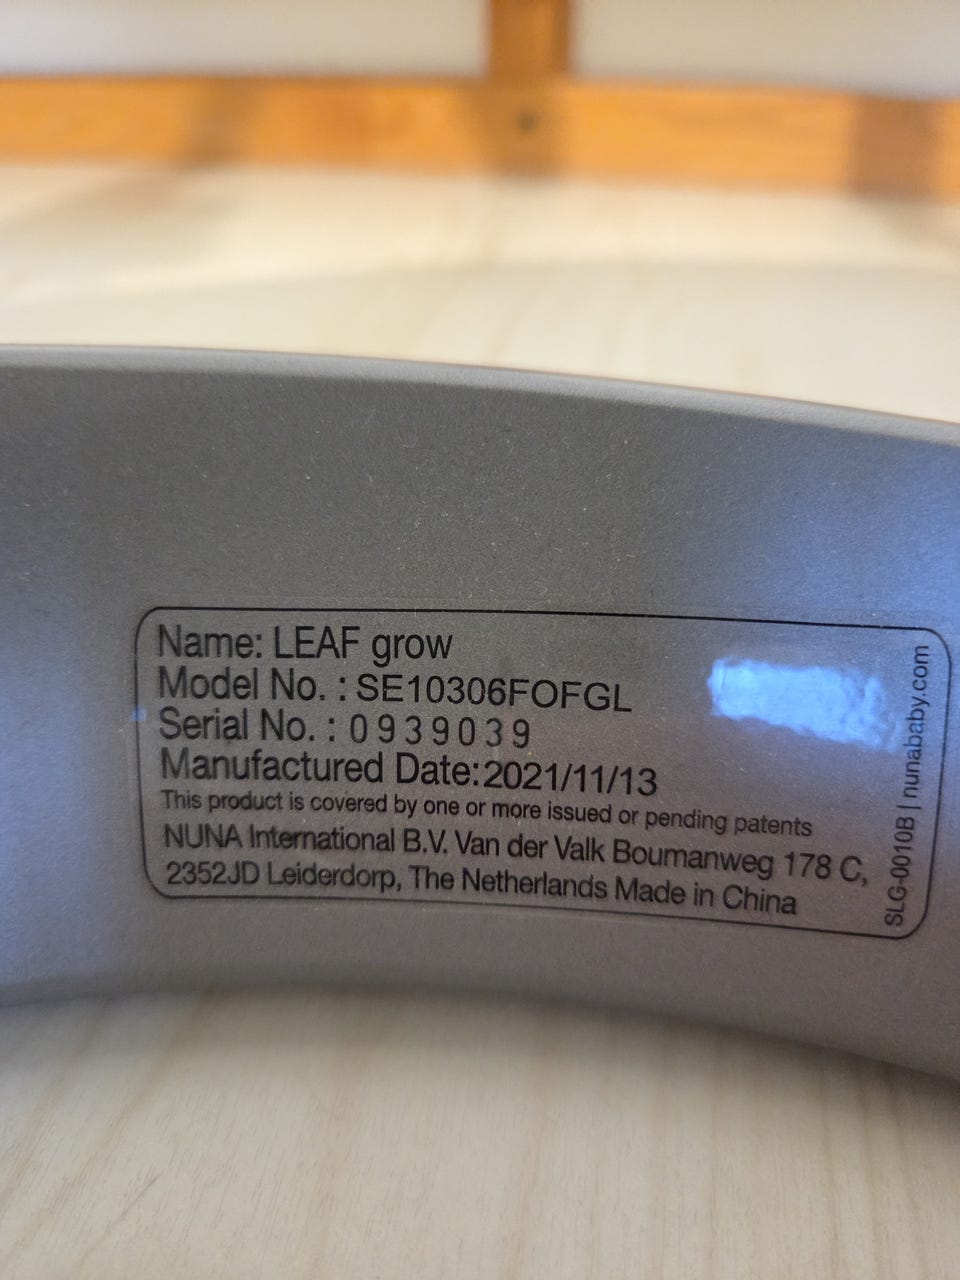 Name: LEAF grow
Model No. : SE10306FOFGL
Serial No. : 0939039
Manufactured Date:2021/11/13
This product is covered by one or more issued or pending patents
NUNA International B.V. Van der Valk Boumanweg 178 C,
2352JD Leiderdorp, The Netherlands Made in China
SLG-0010B | nunababy.com